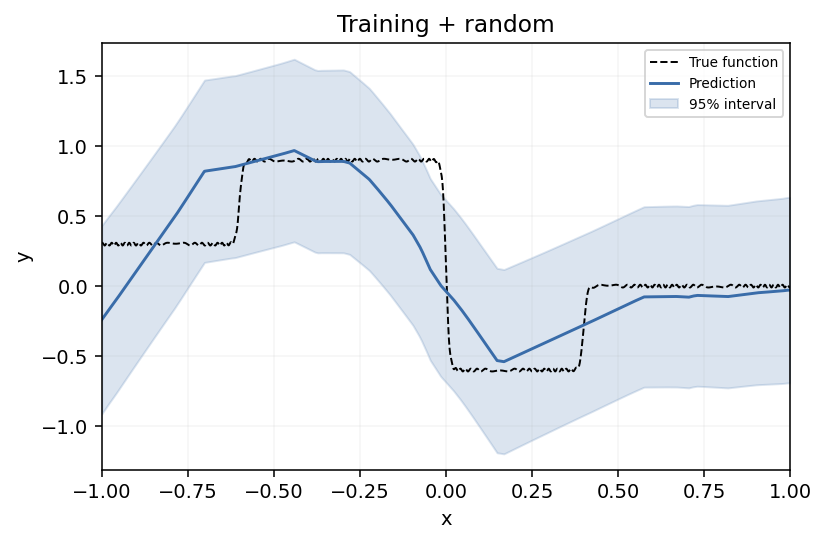 Training + random
True function
Prediction
95% interval
y
1.5
1.0
0.5
0.0
−0.5
−1.0
−1.00 −0.75 −0.50 −0.25 0.00 0.25 0.50 0.75 1.00
x